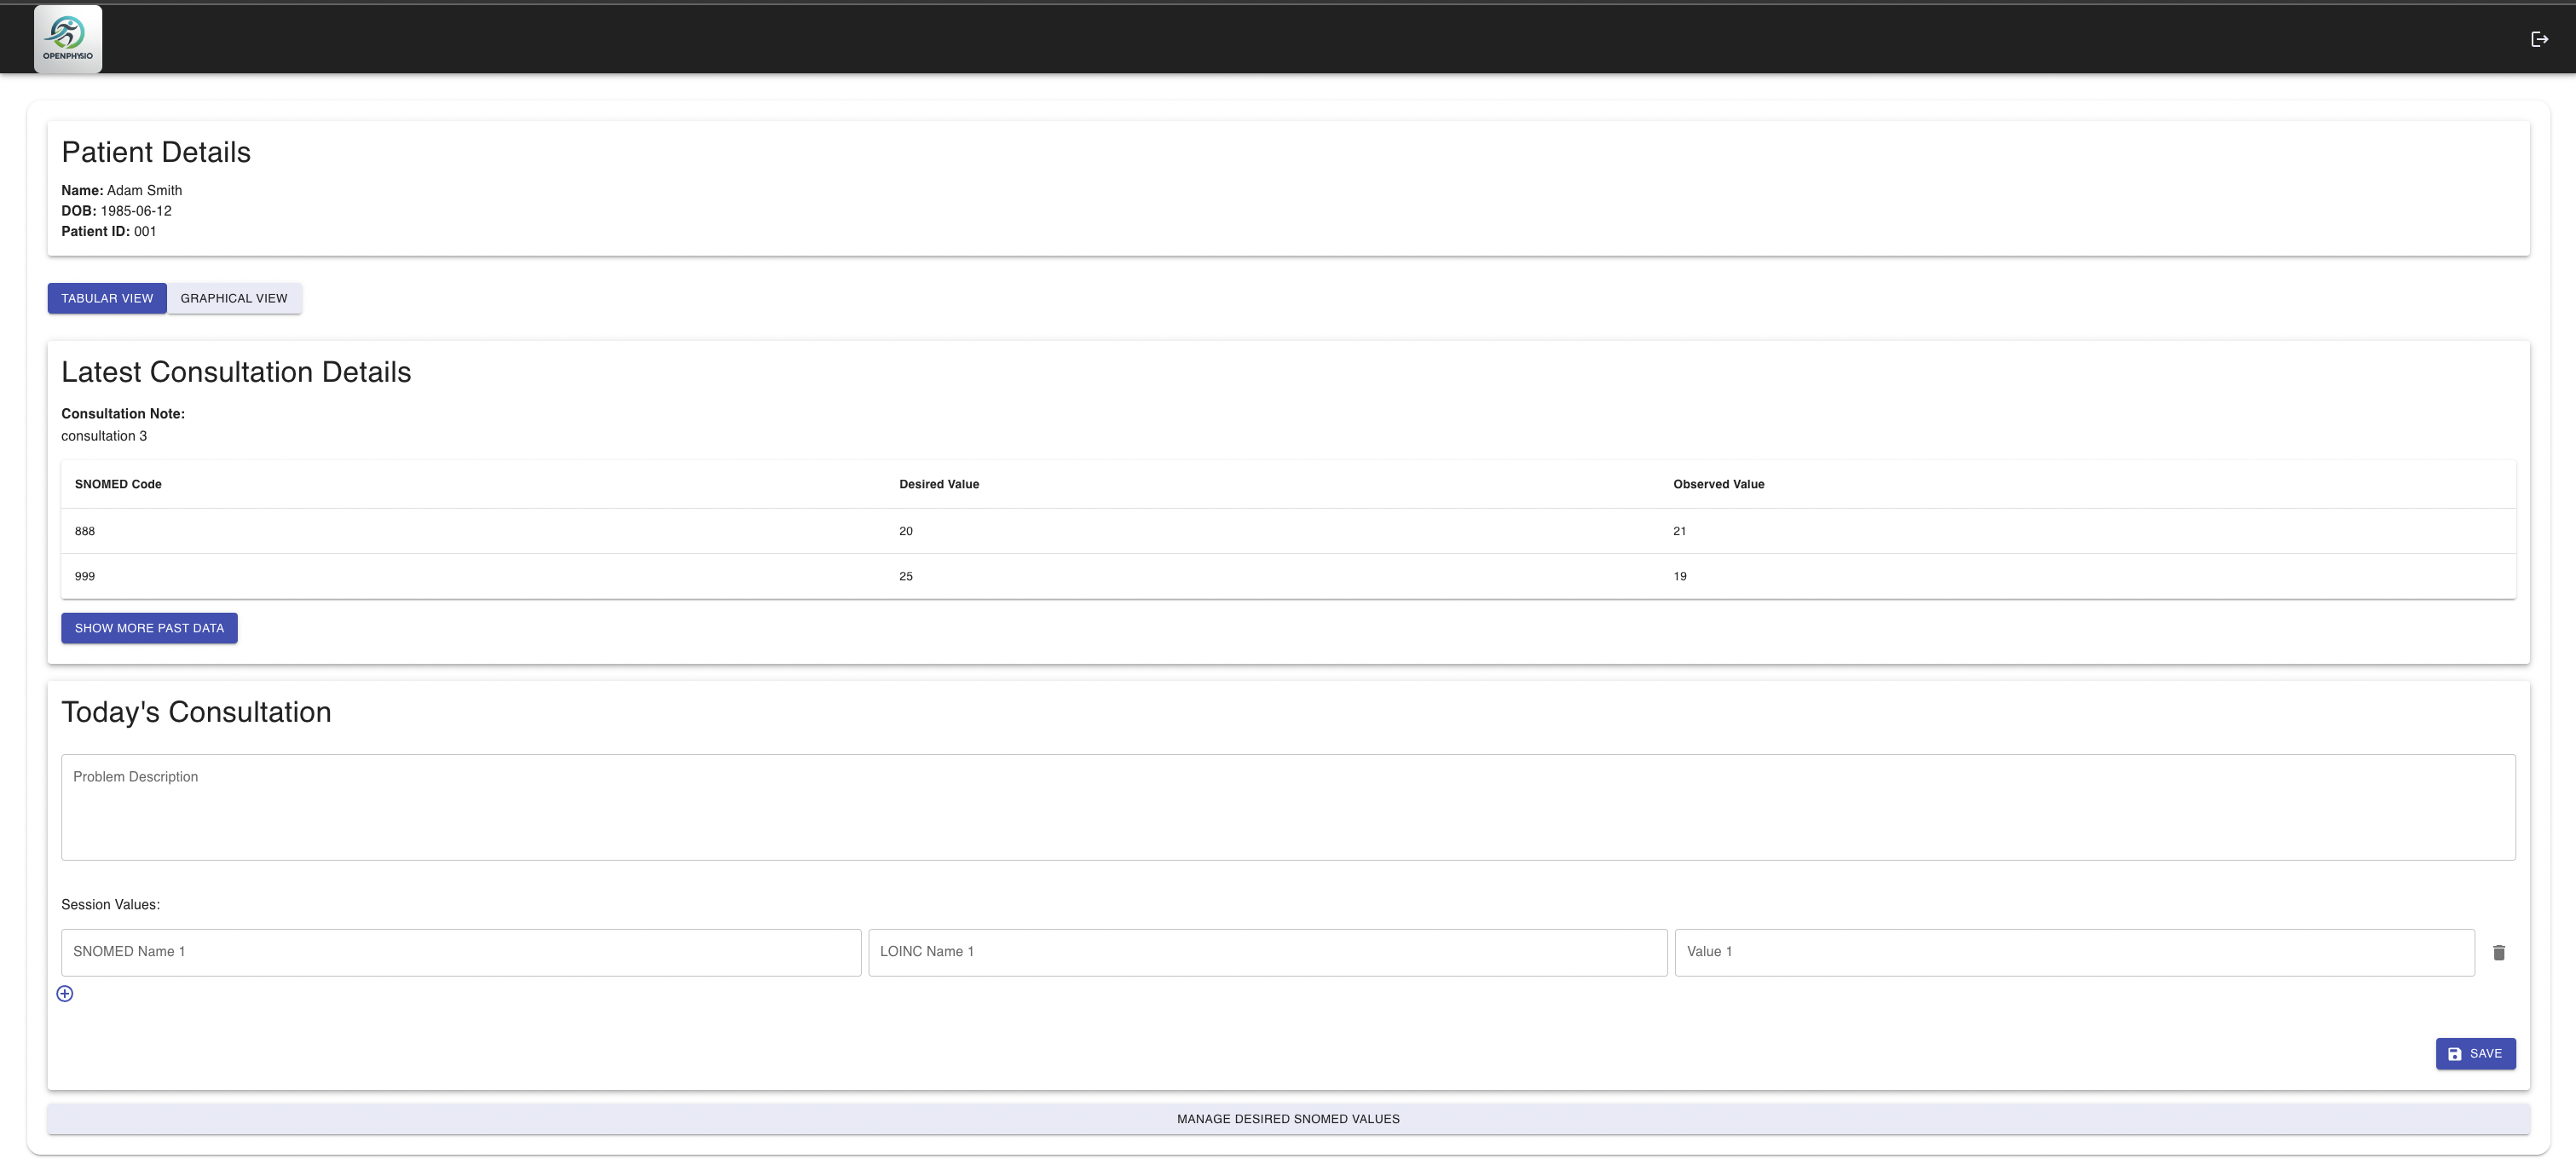 OPENPHYSIO
Patient Details
Name: Adam Smith
DOB: 1985-06-12
Patient ID: 001
TABULAR VIEW GRAPHICAL VIEW
Latest Consultation Details
Consultation Note:
consultation 3
SNOMED Code Desired Value Observed Value
888 20 21
999 25 19
SHOW MORE PAST DATA
Today's Consultation
Problem Description
Session Values:
SNOMED Name 1 LOINC Name 1 Value 1
SAVE
MANAGE DESIRED SNOMED VALUES